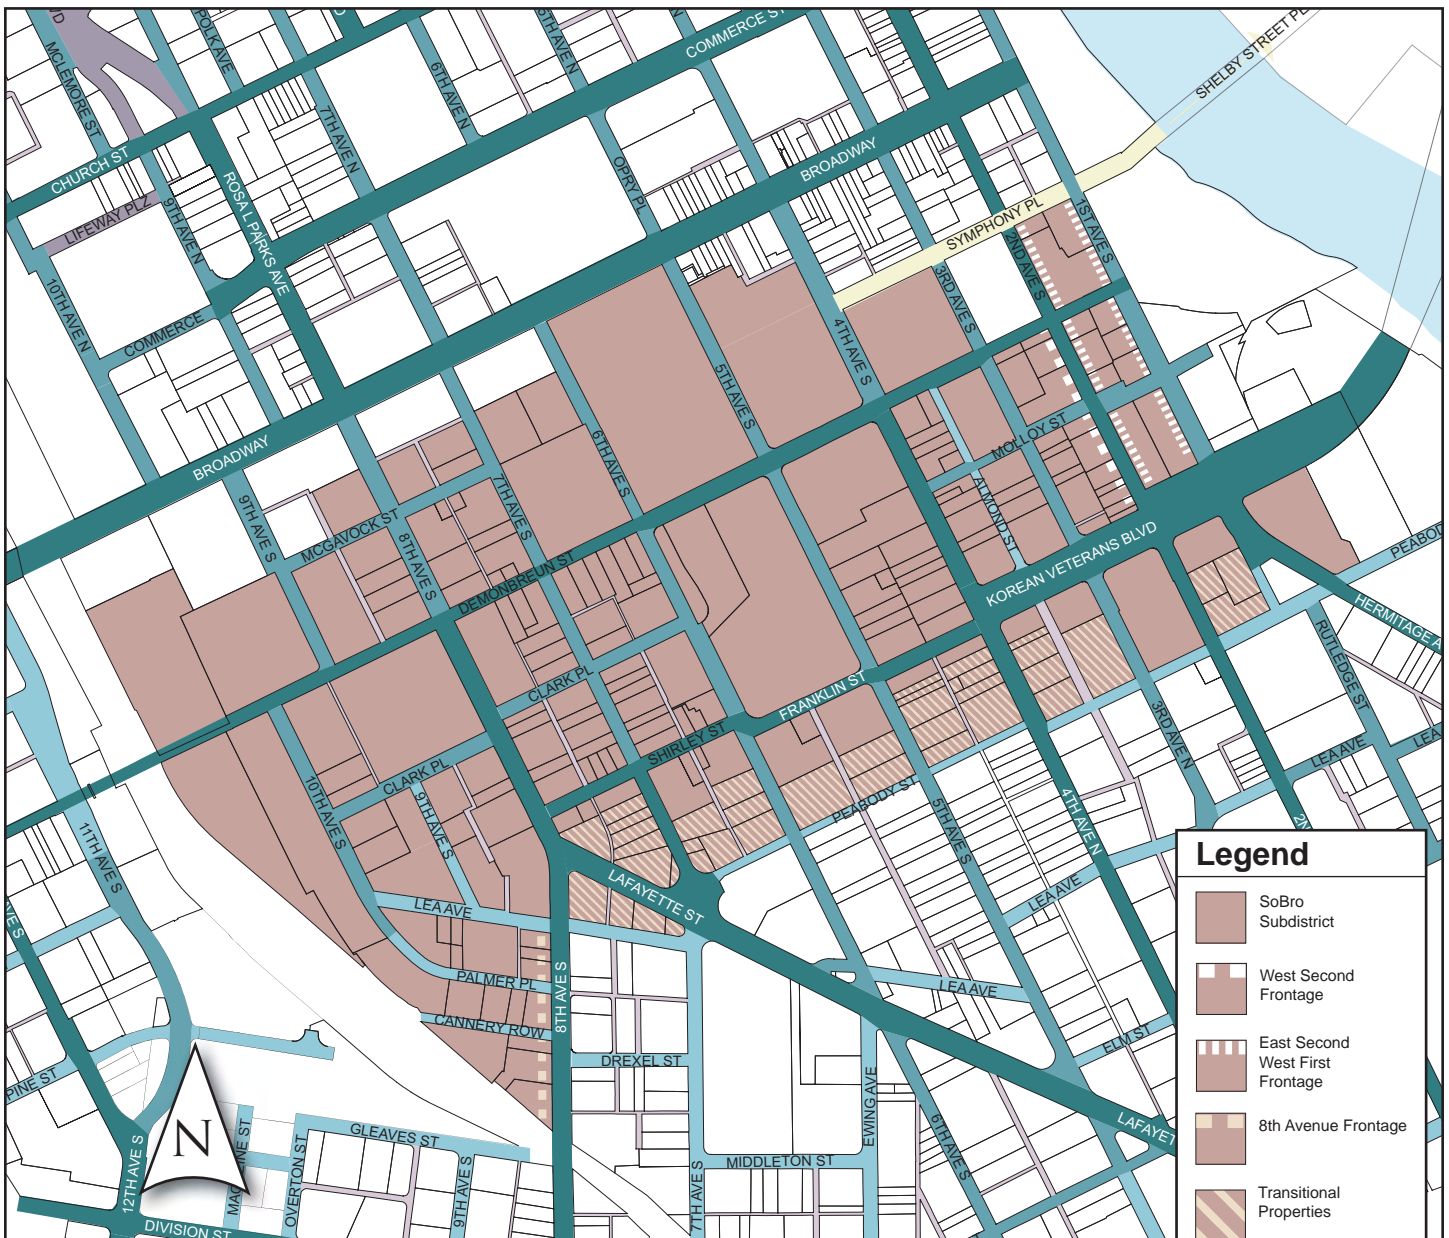 VD
POLK AVE
5TH AVE N
COMMERCE ST
SHELBY STREET
MCLEMORE ST
6TH AVE N
7TH AVE N
CHURCH ST
OPRY PL
BROADWAY
ROSA L PARKS AVE
LIFEWAY PLZ
9TH AVE N
SYMPHONY PL
1ST AVE S
2ND AVE S
3RD AVE S
10TH AVE N
COMMERCE
4TH AVE S
5TH AVE S
BROADWAY
6TH AVE S
MOLLOY ST
9TH AVE S
MCGAVOCK ST
7TH AVE S
ALMOND ST
8TH AVE S
DEMONBREUN ST
KOREAN VETERANS BLVD
PEABOD
HERMITAGE A
RUTLEDGE ST
CLARK PL
FRANKLIN ST
3RD AVE N
SHIRLEY ST
LEA
LEA AVE
CLARK PL
9TH AVE S
10TH AVE S
PEABODY ST
5TH AVE S
4TH AVE N
2N
11TH AVE S
LEA AVE
LAFAYETTE ST
LEA AVE
AVE S
PALMER PL
8TH AVE S
LEA AVE
CANNERY ROW
ELM ST
DREXEL ST
PINE ST
EWING AVE
6TH AVE S
LAFAYET
N
GLEAVES ST
MIDDLETON ST
12TH AVE S
OVERTON ST
9TH AVE S
7TH AVE S
DIVISION ST
Legend
SoBro
Subdistrict
West Second
Frontage
East Second
West First
Frontage
8th Avenue Frontage
Transitional
Properties